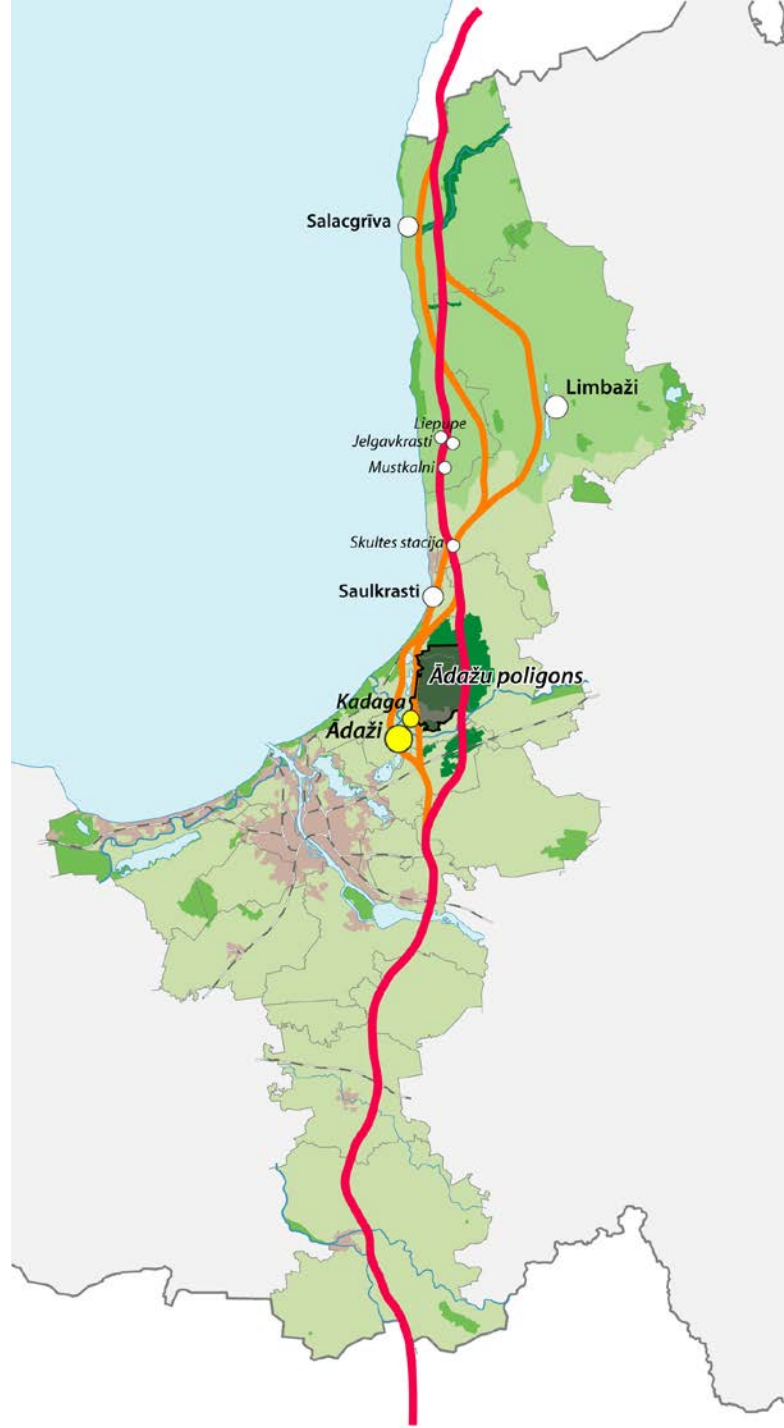 Salacgrīva
Limbaži
Liepupe
Jelgavkrasti
Mustkalni
Skultes stacija
Saulkrasti
Ādažu poligons
Kadaga
Ādaži